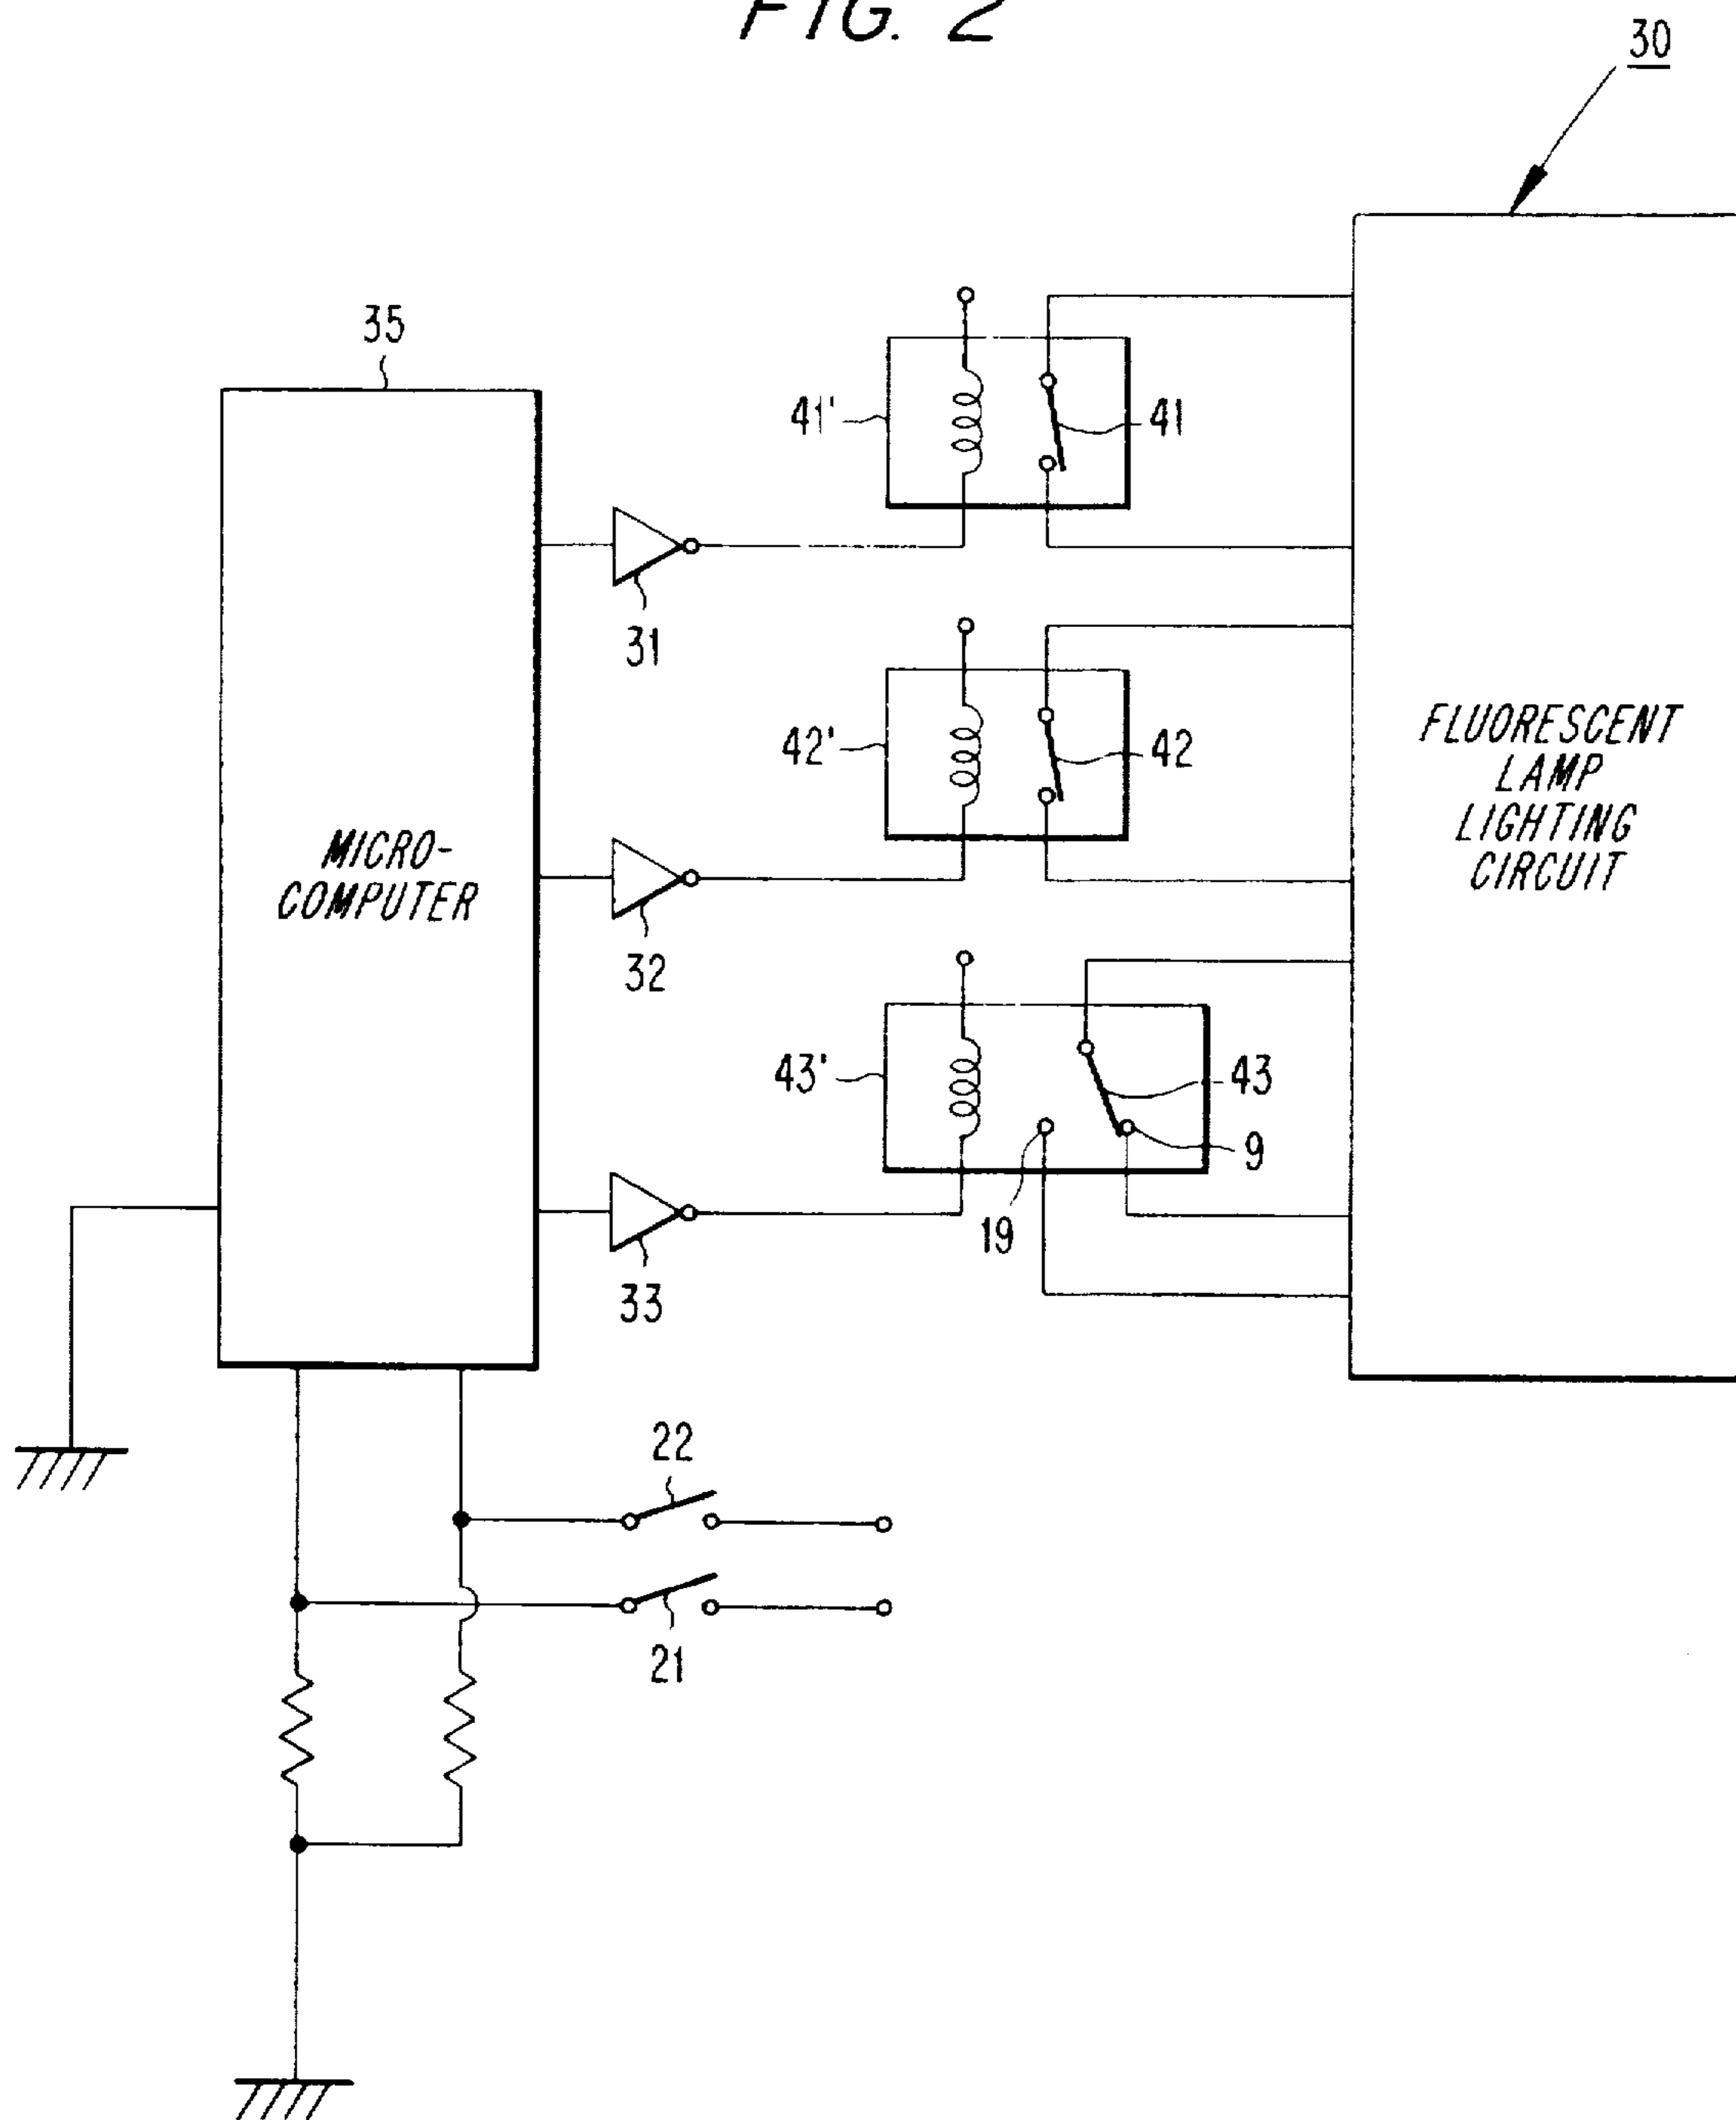 FIG. 2
30
35
41'
41
31
42'
42
FLUORESCENT
LAMP
LIGHTING
CIRCUIT
MICRO-
COMPUTER
32
43'
43
9
19
33
22
21